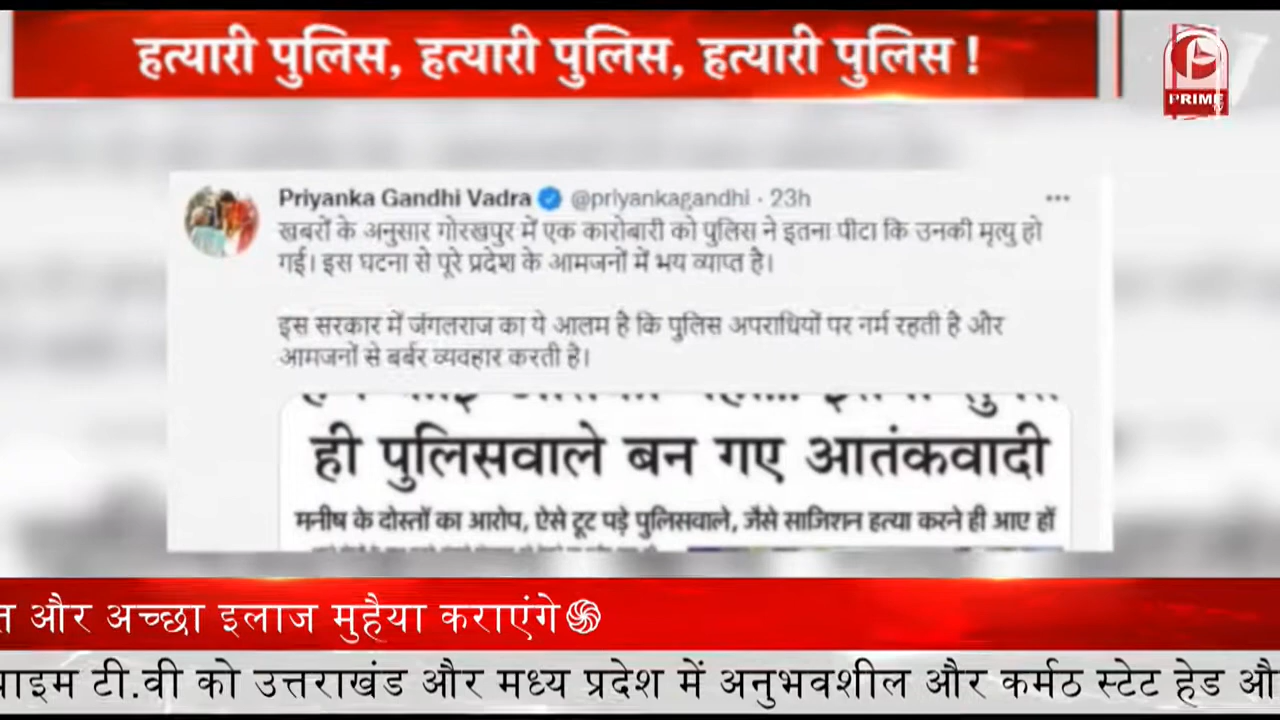 हत्यारी पुलिस, हत्यारी पुलिस, हत्यारी पुलिस !
PRIME
Priyanka Gandhi Vadra @priyankagandhi · 23h
खबरों के अनुसार गोरखपुर में एक कारोबारी को पुलिस ने इतना पीटा कि उनकी मृत्यु हो
गई। इस घटना से पूरे प्रदेश के आमजनों में भय व्याप्त है।
इस सरकार में जंगलराज का ये आलम है कि पुलिस अपराधियों पर नर्म रहती है और
आमजनों से बर्बर व्यवहार करती है।
ही पुलिसवाले बन गए आतंकवादी
मनीष के दोस्तों का आरोप, ऐसे टूट पड़े पुलिसवाले, जैसे साजिशन हत्या करने ही आए हों
और अच्छा इलाज मुहैया कराएंगे
टी.वी को उत्तराखंड और मध्य प्रदेश में अनुभवशील और कर्मठ स्टेट हेड